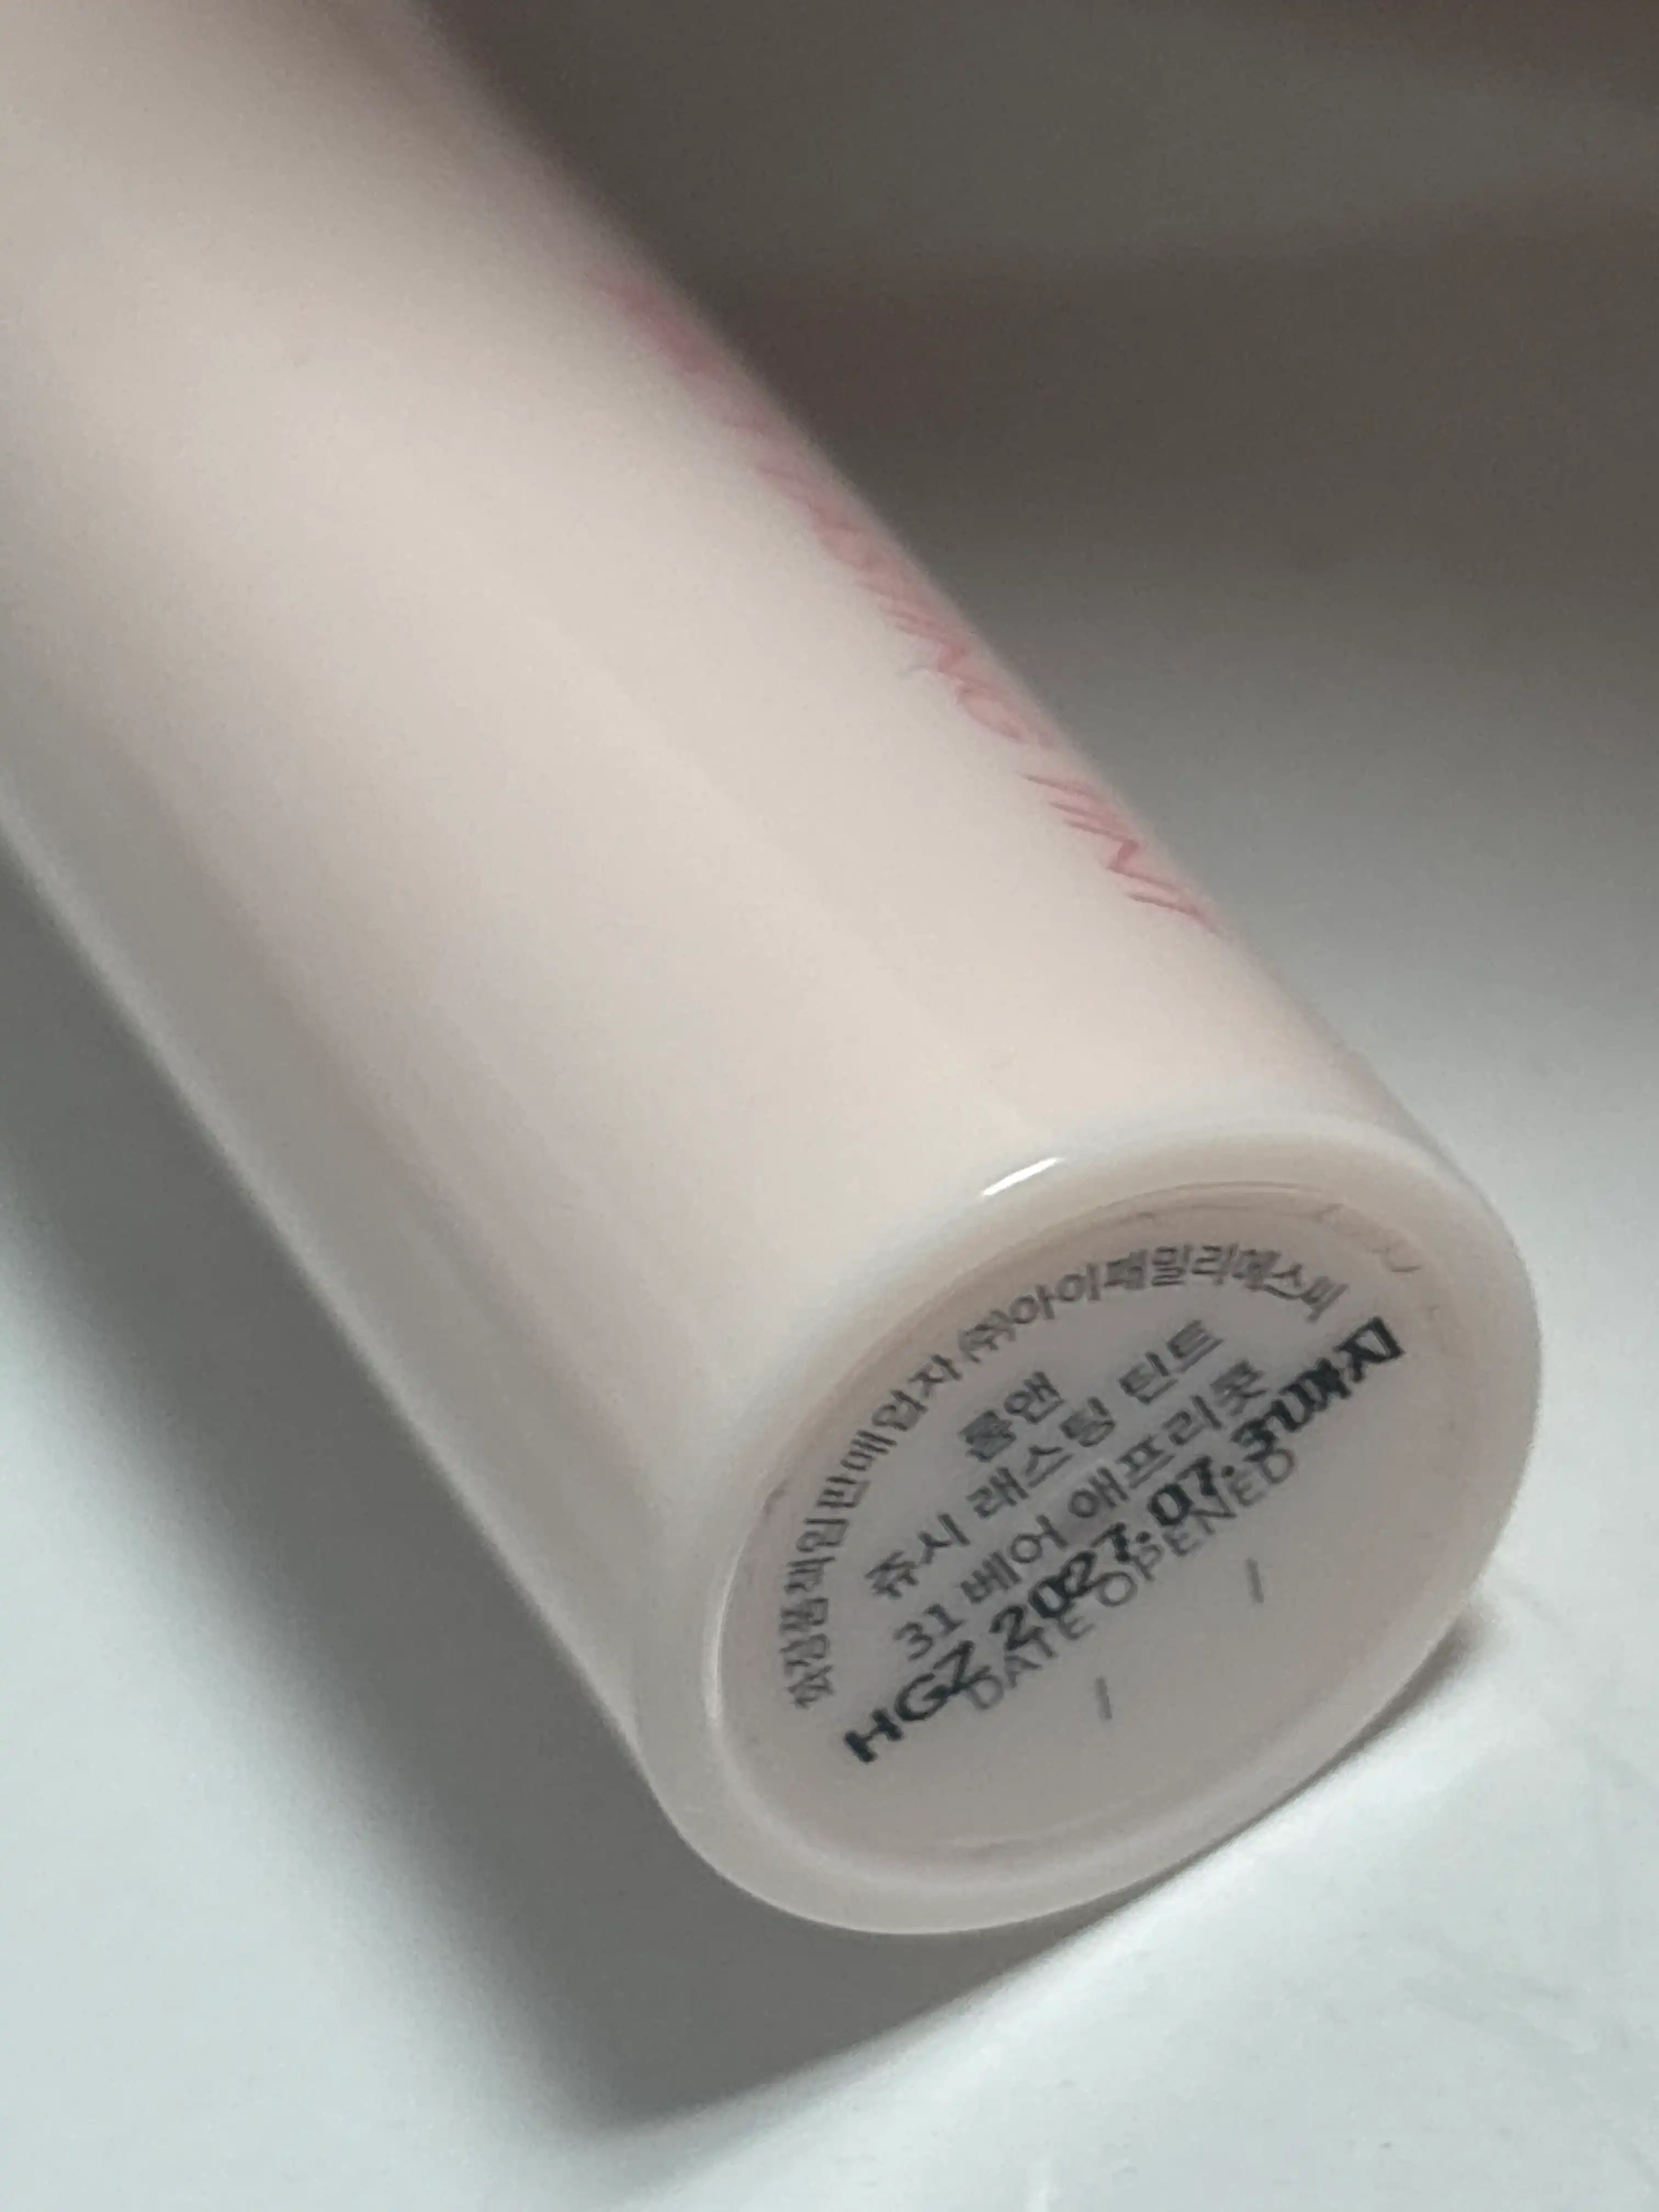 화장품책임판매업자 ㈜아이패밀리에스씨
롬앤
쥬시 래스팅 틴트
31 베어 애프리콧
HGZ 2027.07.31까지
DATE OPENED
/ /